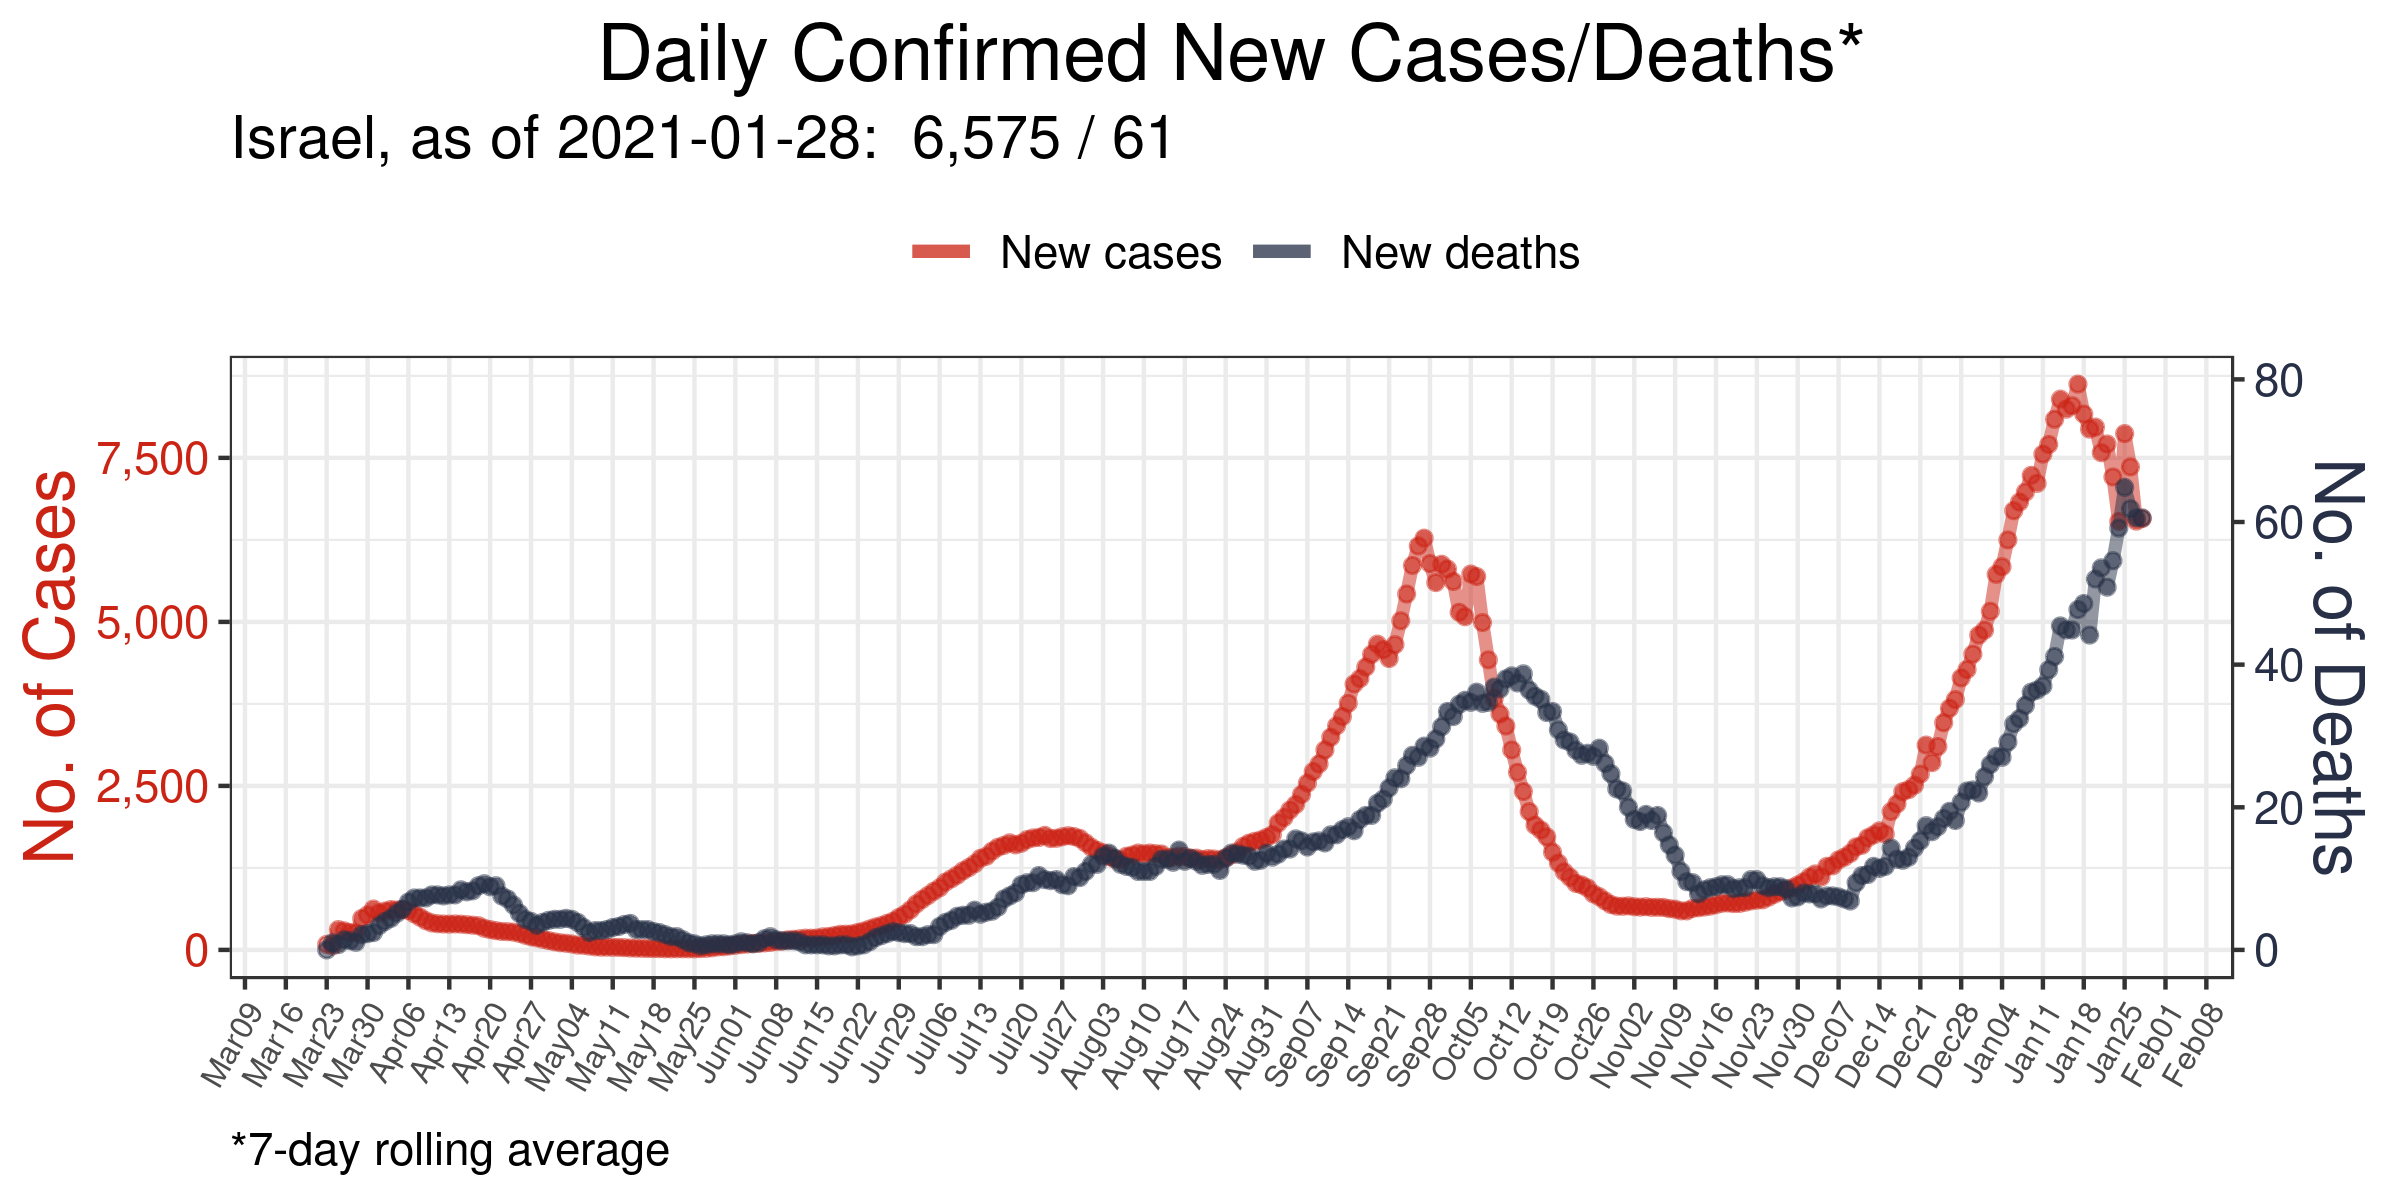 Daily Confirmed New Cases/Deaths*
Israel, as of 2021-01-28:  6,575 / 61
New cases
New deaths
No. of Cases
7,500
5,000
2,500
0
80
60
40
20
0
No. of Deaths
Mar09
Mar16
Mar23
Mar30
Apr06
Apr13
Apr20
Apr27
May04
May11
May18
May25
Jun01
Jun08
Jun15
Jun22
Jun29
Jul06
Jul13
Jul20
Jul27
Aug03
Aug10
Aug17
Aug24
Aug31
Sep07
Sep14
Sep21
Sep28
Oct05
Oct12
Oct19
Oct26
Nov02
Nov09
Nov16
Nov23
Nov30
Dec07
Dec14
Dec21
Dec28
Jan04
Jan11
Jan18
Jan25
Feb01
Feb08
*7-day rolling average